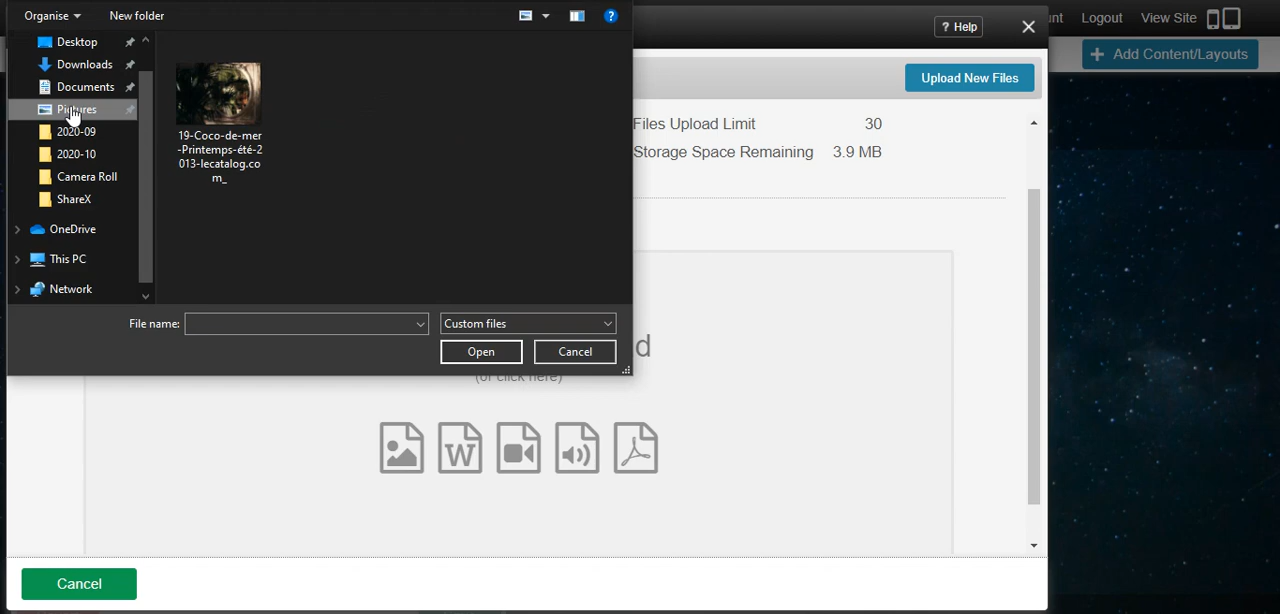 Organise
New folder
?
Desktop
Downloads
Documents
Pictures
2020-09
2020-10
Camera Roll
ShareX
OneDrive
This PC
Network
19-Coco-de-mer
-Printemps-été-2
013-lecatalog.co
m_
File name:
Custom files
Open
Cancel
? Help
Logout
View Site
+ Add Content/Layouts
Upload New Files
Files Upload Limit 30
Storage Space Remaining 3.9 MB
(or click here)
W
Cancel